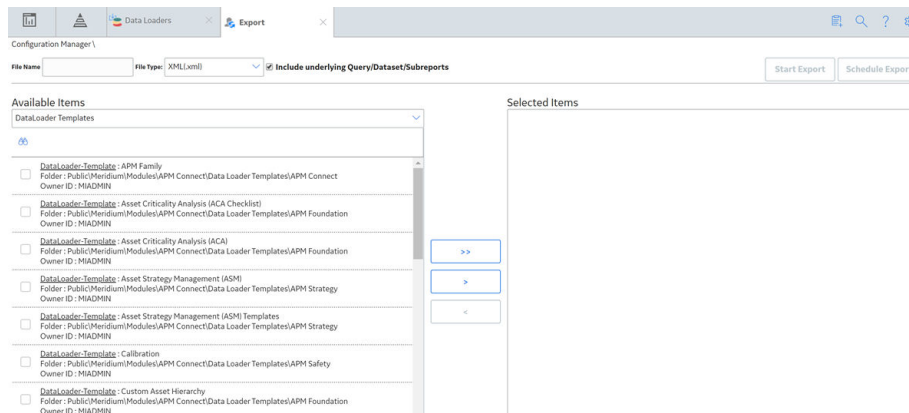 Data Loaders
Export
Configuration Manager\
File Name
File Type: XML(.xml)
Include underlying Query/Dataset/Subreports
Start Export
Schedule Expor
Available Items
Selected Items
DataLoader Templates
DataLoader-Template : APM Family
Folder : Public\Meridium\Modules\APM Connect\Data Loader Templates\APM Connect
Owner ID : MIADMIN
DataLoader-Template : Asset Criticality Analysis (ACA Checklist)
Folder : Public\Meridium\Modules\APM Connect\Data Loader Templates\APM Foundation
Owner ID : MIADMIN
DataLoader-Template : Asset Criticality Analysis (ACA)
Folder : Public\Meridium\Modules\APM Connect\Data Loader Templates\APM Foundation
Owner ID : MIADMIN
DataLoader-Template : Asset Strategy Management (ASM)
Folder : Public\Meridium\Modules\APM Connect\Data Loader Templates\APM Strategy
Owner ID : MIADMIN
DataLoader-Template : Asset Strategy Management (ASM) Templates
Folder : Public\Meridium\Modules\APM Connect\Data Loader Templates\APM Strategy
Owner ID : MIADMIN
DataLoader-Template : Calibration
Folder : Public\Meridium\Modules\APM Connect\Data Loader Templates\APM Safety
Owner ID : MIADMIN
DataLoader-Template : Custom Asset Hierarchy
Folder : Public\Meridium\Modules\APM Connect\Data Loader Templates\APM Foundation
Owner ID : MIADMIN
>>
>
<